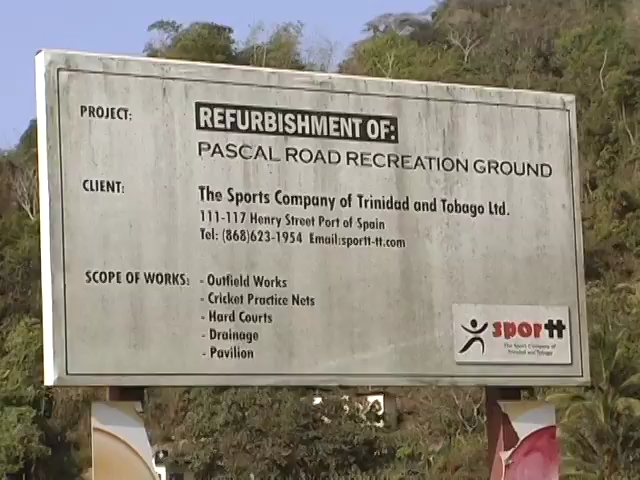 PROJECT: REFURBISHMENT OF:
PASCAL ROAD RECREATION GROUND
CLIENT: The Sports Company of Trinidad and Tobago Ltd.
111-117 Henry Street Port of Spain
Tel: (868)623-1954 Email:sportt-tt.com
SCOPE OF WORKS: - Outfield Works
- Cricket Practice Nets
- Hard Courts
- Drainage
- Pavilion
sportt
The Sports Company of
Trinidad and Tobago